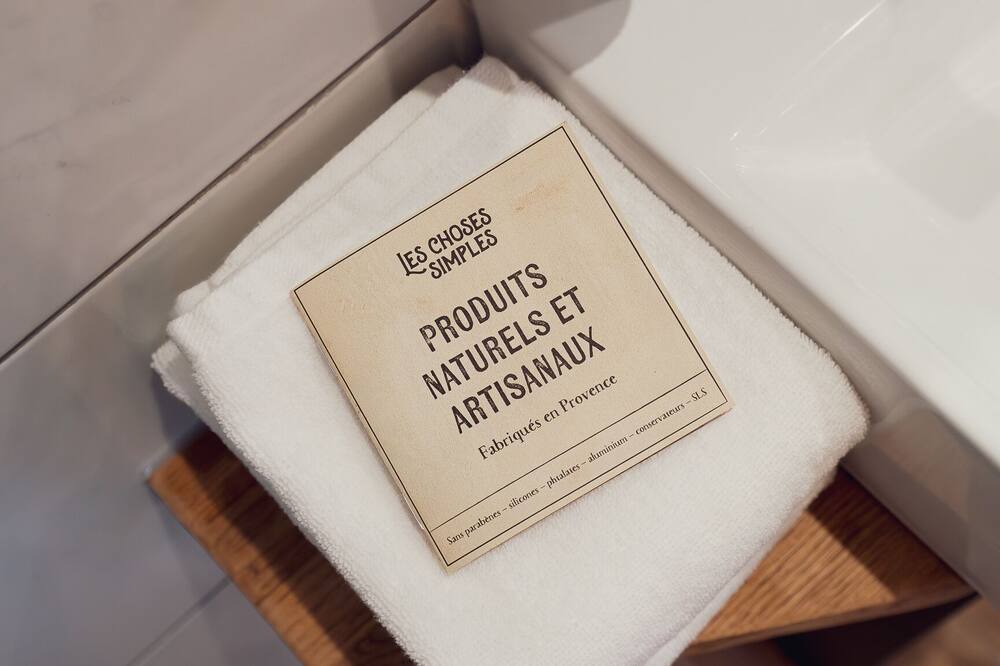 LES CHOSES
SIMPLES
PRODUITS
NATURELS ET
ARTISANAUX
Fabriqués en Provence
Sans parabènes – silicones – phtalates – aluminium – conservateurs – SLS